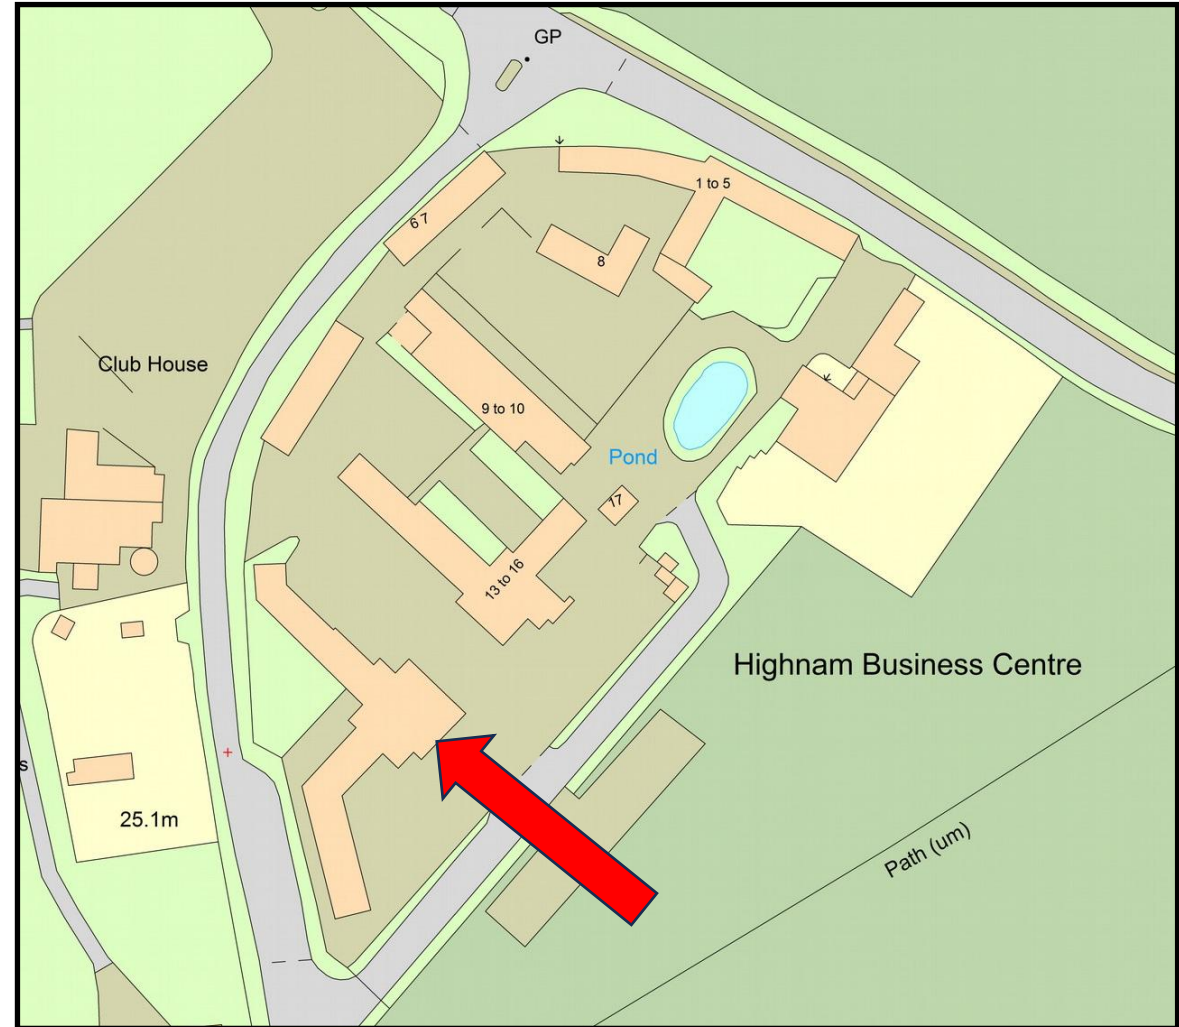 GP
1 to 5
6 7
8
Club House
9 to 10
Pond
17
13 to 16
Highnam Business Centre
s
25.1m
Path (um)